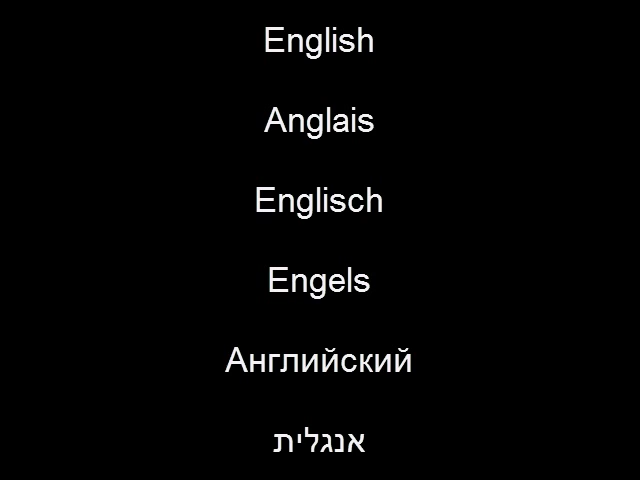 English
Anglais
Englisch
Engels
Английский
אנגלית